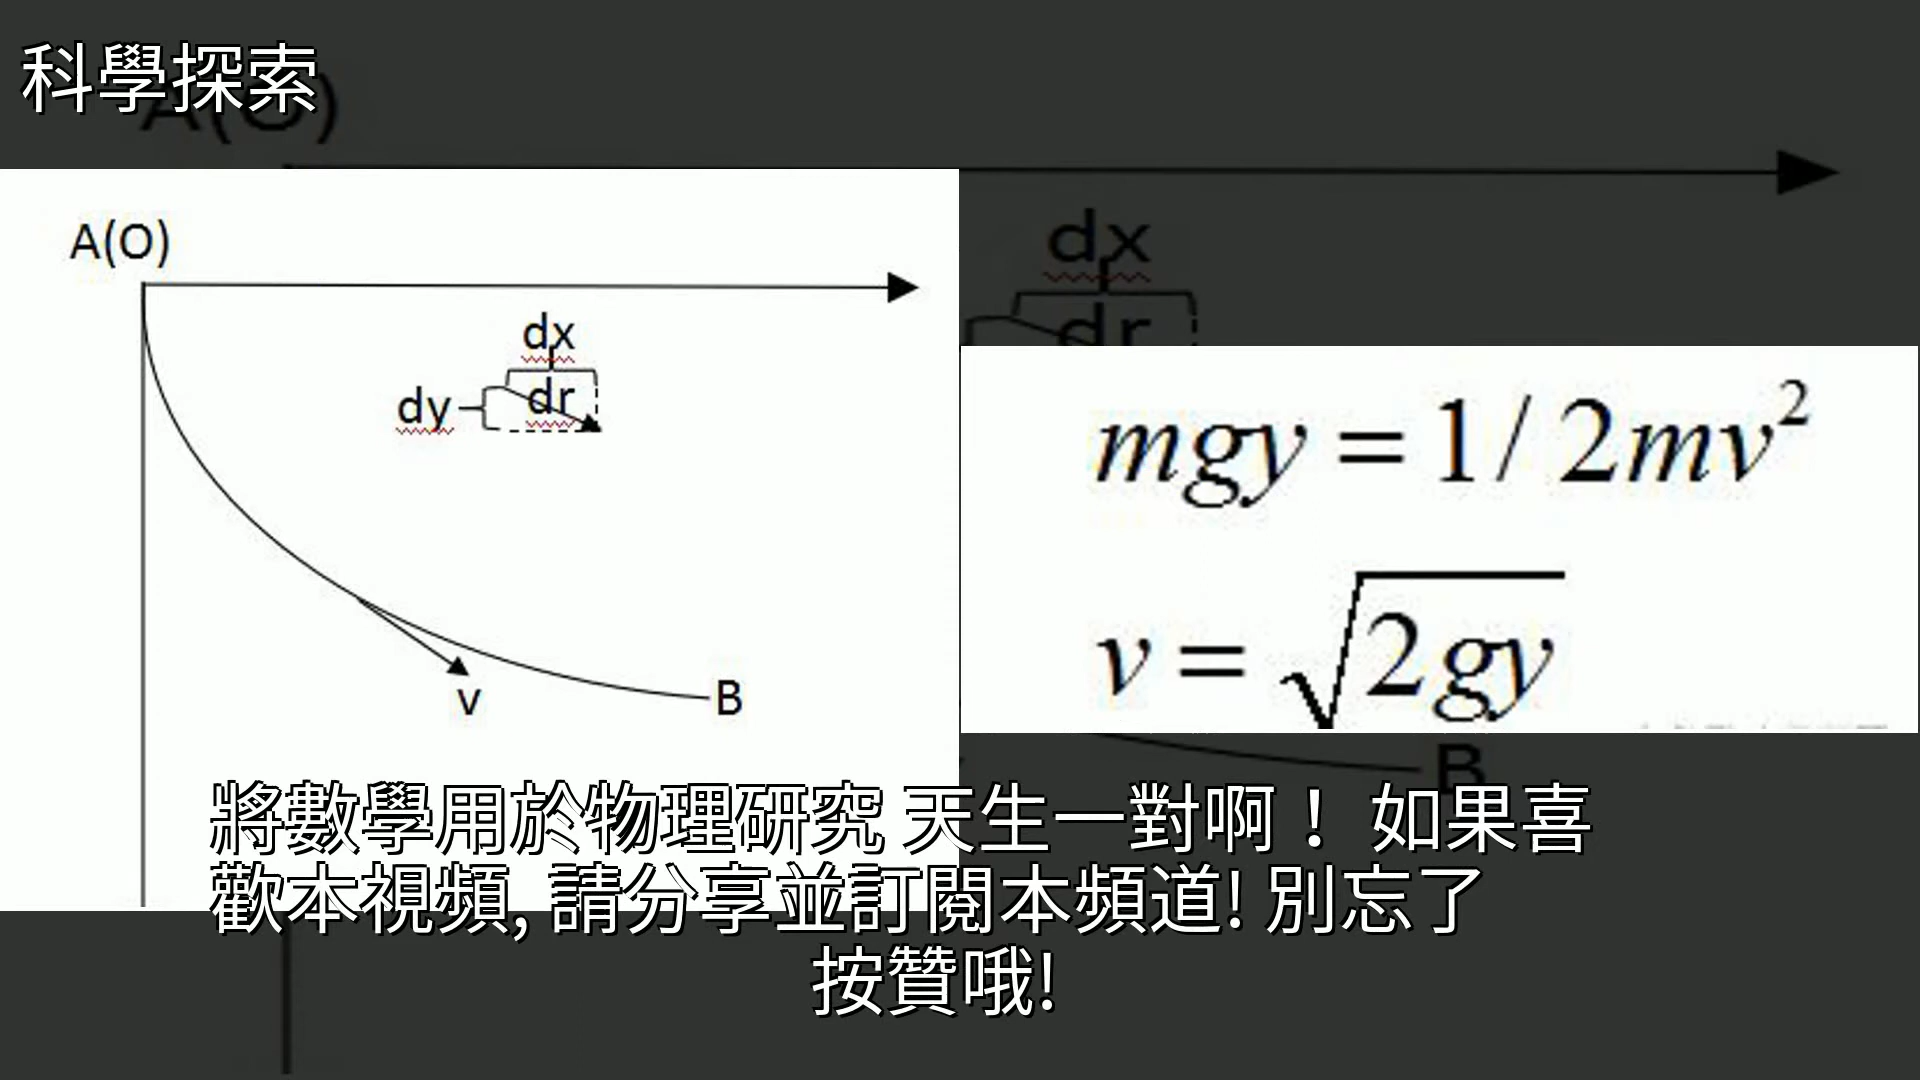 科學探索
A(O)
dx
dy
dr
v
B
dx
dr
mgy = 1/2mv²
v = √2gy
B
將數學用於物理研究 天生一對啊！ 如果喜
歡本視頻, 請分享並訂閱本頻道! 別忘了
按贊哦!
A(O)